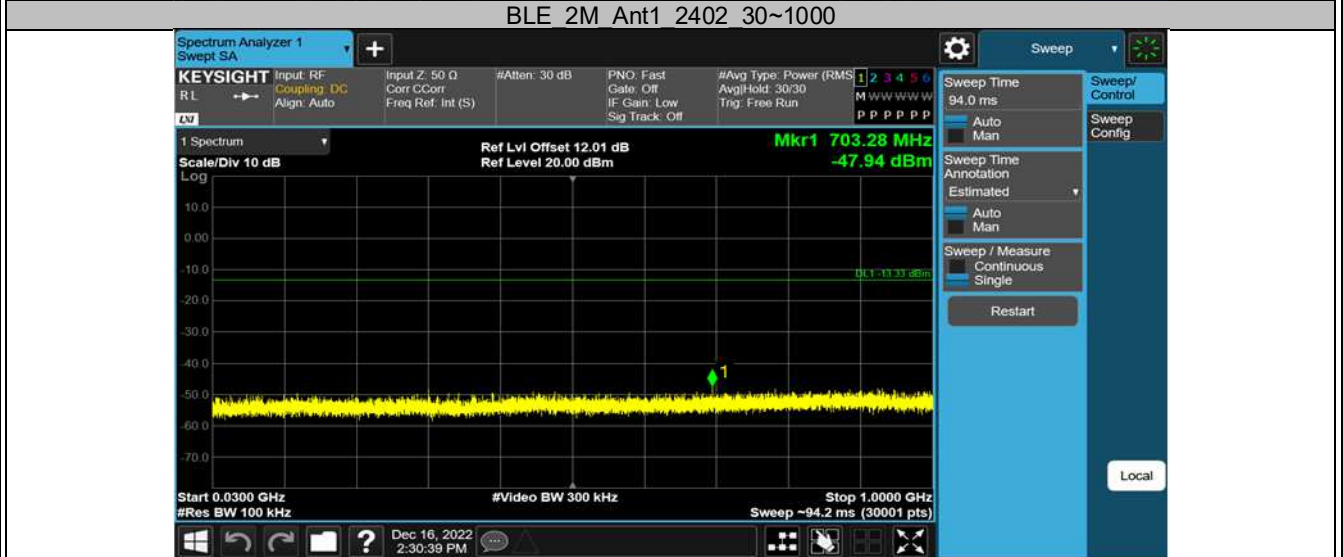 BLE_2M_Ant1_2402_30~1000
Spectrum Analyzer 1
Swept SA
+
Sweep
KEYSIGHT
RL
LXI
Input: RF
Coupling: DC
Align: Auto
Input Z: 50 Ω
Corr CCorr
Freq Ref: Int (S)
#Atten: 30 dB
PNO: Fast
Gate: Off
IF Gain: Low
Sig Track: Off
#Avg Type: Power (RMS
Avg|Hold: 30/30
Trig: Free Run
1 2 3 4 5 6
M W W W W W
P P P P P P
1 Spectrum
Scale/Div 10 dB
Log
Ref Lvl Offset 12.01 dB
Ref Level 20.00 dBm
Mkr1 703.28 MHz
-47.94 dBm
10.0
0.00
-10.0
DL1 -13.33 dBm
-20.0
-30.0
-40.0
1
-50.0
-60.0
-70.0
Start 0.0300 GHz
#Res BW 100 kHz
#Video BW 300 kHz
Stop 1.0000 GHz
Sweep ~94.2 ms (30001 pts)
Sweep Time
94.0 ms
Auto
Man
Sweep Time
Annotation
Estimated
Auto
Man
Sweep / Measure
Continuous
Single
Restart
Sweep/
Control
Sweep
Config
Local
?
Dec 16, 2022
2:30:39 PM